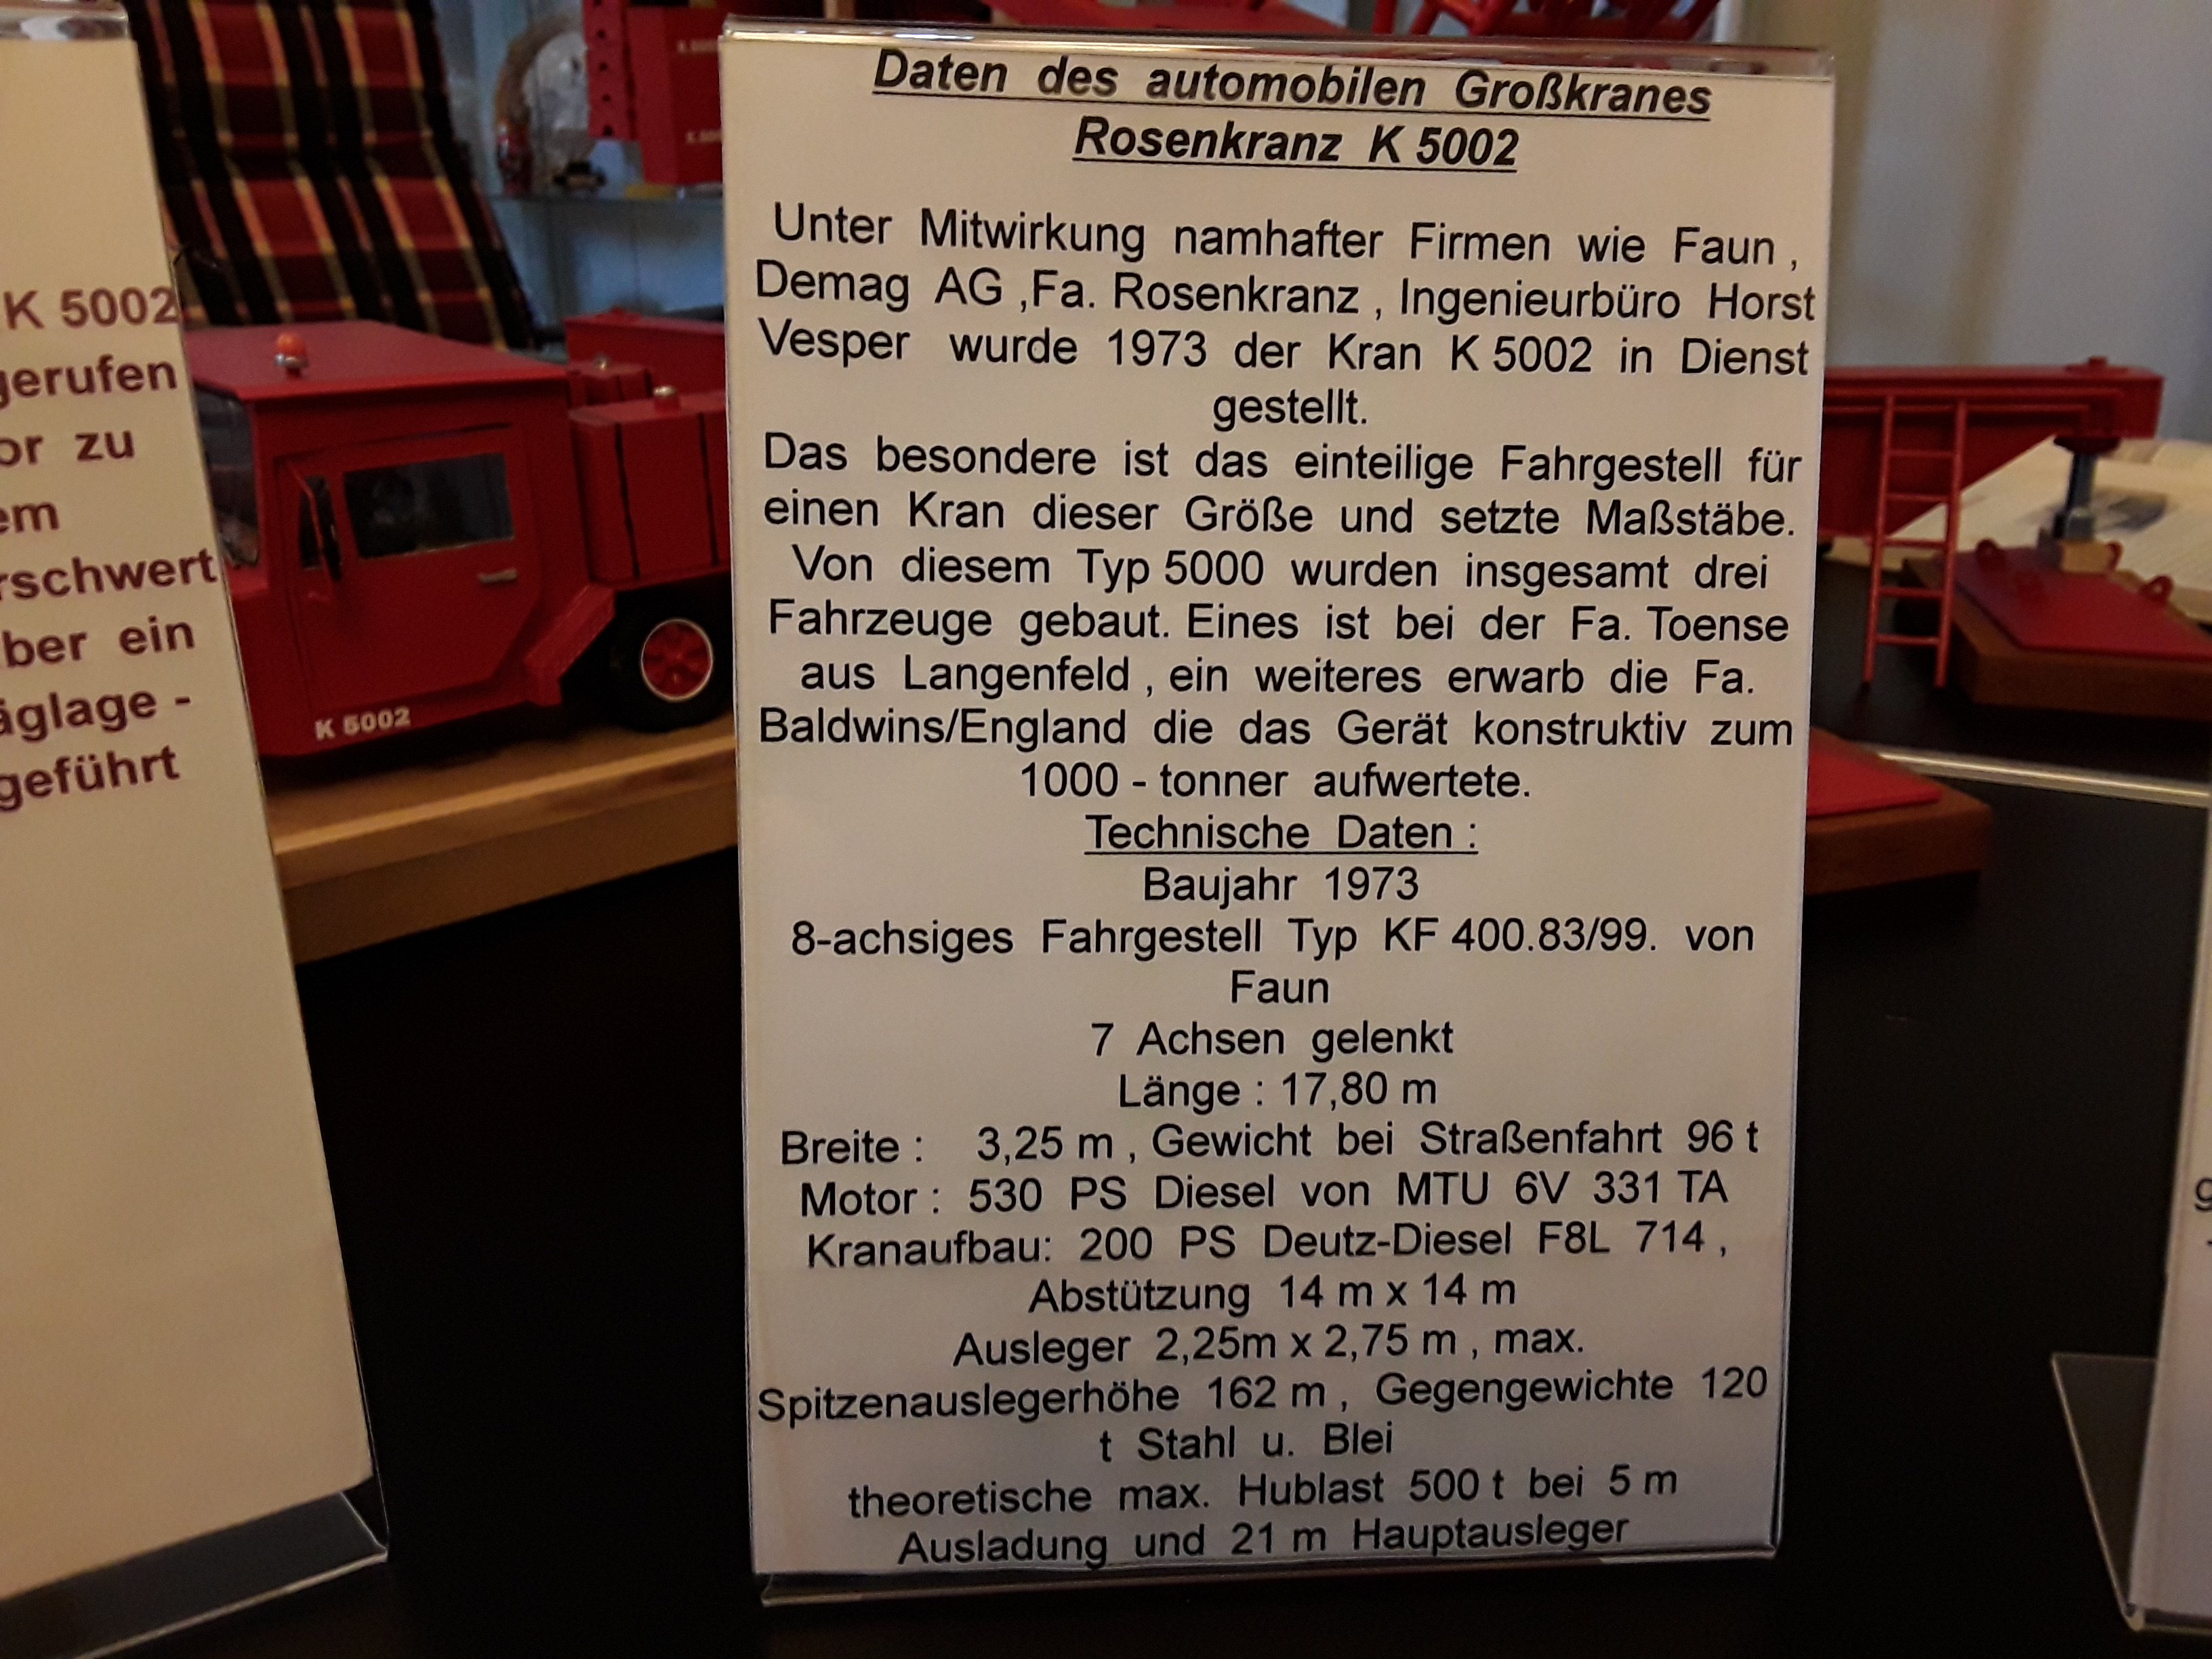 K 5002
gerufen
or zu
em
rschwert
ber ein
äglage -
geführt
K 5002
Daten des automobilen Großkranes
Rosenkranz K 5002
Unter Mitwirkung namhafter Firmen wie Faun ,
Demag AG ,Fa. Rosenkranz , Ingenieurbüro Horst
Vesper wurde 1973 der Kran K 5002 in Dienst
gestellt.
Das besondere ist das einteilige Fahrgestell für
einen Kran dieser Größe und setzte Maßstäbe.
Von diesem Typ 5000 wurden insgesamt drei
Fahrzeuge gebaut. Eines ist bei der Fa. Toense
aus Langenfeld , ein weiteres erwarb die Fa.
Baldwins/England die das Gerät konstruktiv zum
1000 - tonner aufwertete.
Technische Daten :
Baujahr 1973
8-achsiges Fahrgestell Typ KF 400.83/99. von
Faun
7 Achsen gelenkt
Länge : 17,80 m
Breite : 3,25 m , Gewicht bei Straßenfahrt 96 t
Motor : 530 PS Diesel von MTU 6V 331 TA
Kranaufbau: 200 PS Deutz-Diesel F8L 714 ,
Abstützung 14 m x 14 m
Ausleger 2,25m x 2,75 m , max.
Spitzenauslegerhöhe 162 m , Gegengewichte 120
t Stahl u. Blei
theoretische max. Hublast 500 t bei 5 m
Ausladung und 21 m Hauptausleger